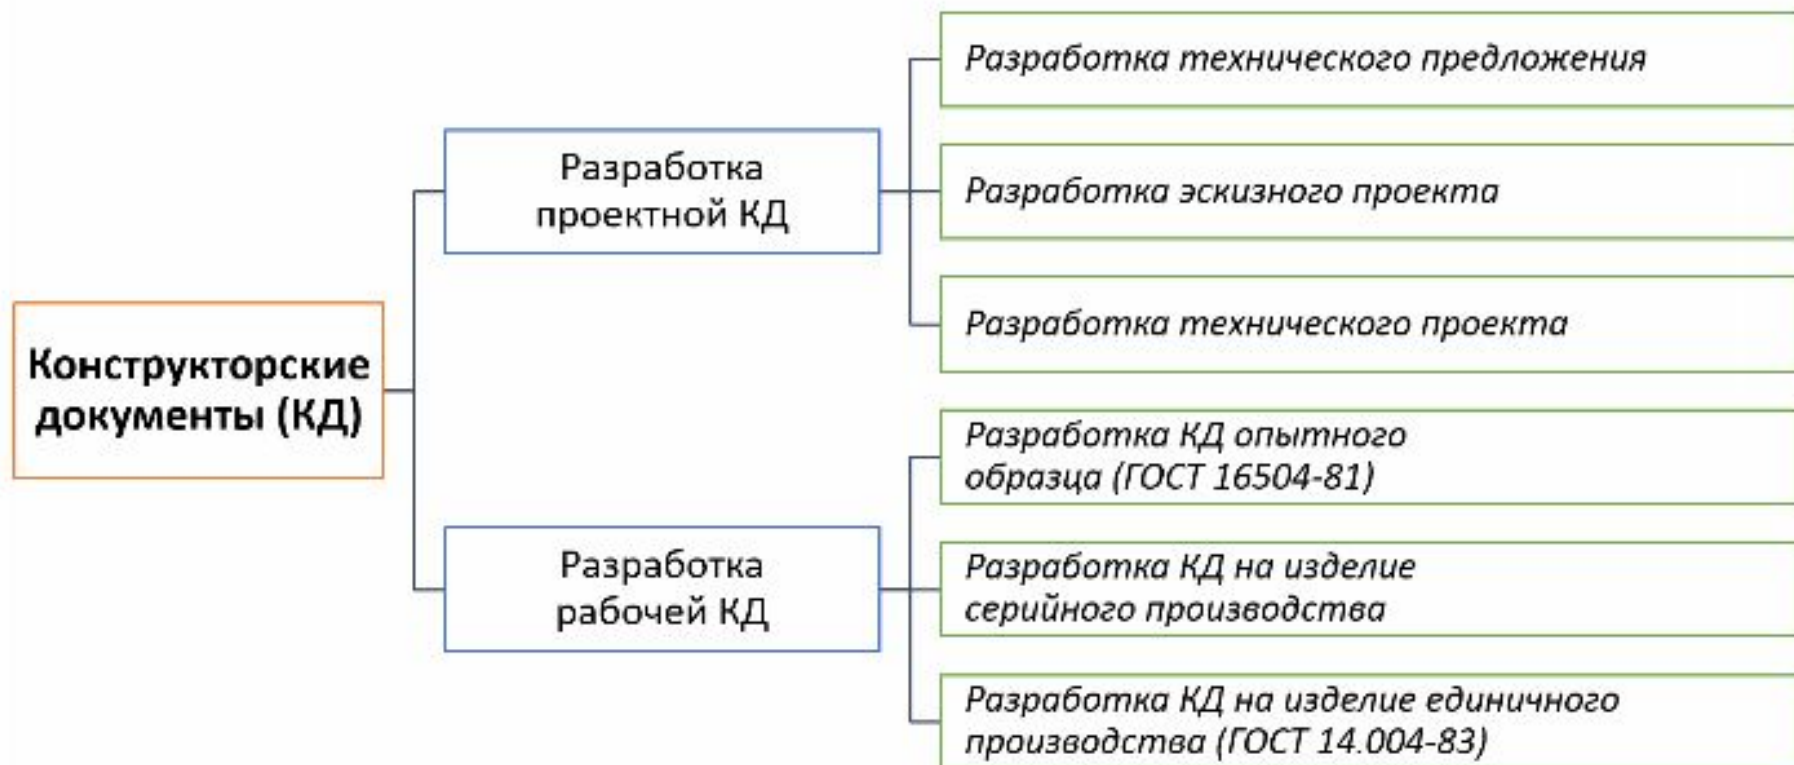 Конструкторские
документы (КД)
Разработка
проектной КД
Разработка технического предложения
Разработка эскизного проекта
Разработка технического проекта
Разработка
рабочей КД
Разработка КД опытного
образца (ГОСТ 16504-81)
Разработка КД на изделие
серийного производства
Разработка КД на изделие единичного
производства (ГОСТ 14.004-83)